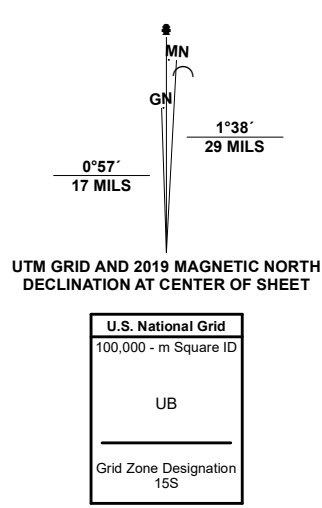 MN
GN
1°38´
29 MILS
0°57´
17 MILS
UTM GRID AND 2019 MAGNETIC NORTH
DECLINATION AT CENTER OF SHEET
U.S. National Grid
100,000 - m Square ID
UB
Grid Zone Designation
15S